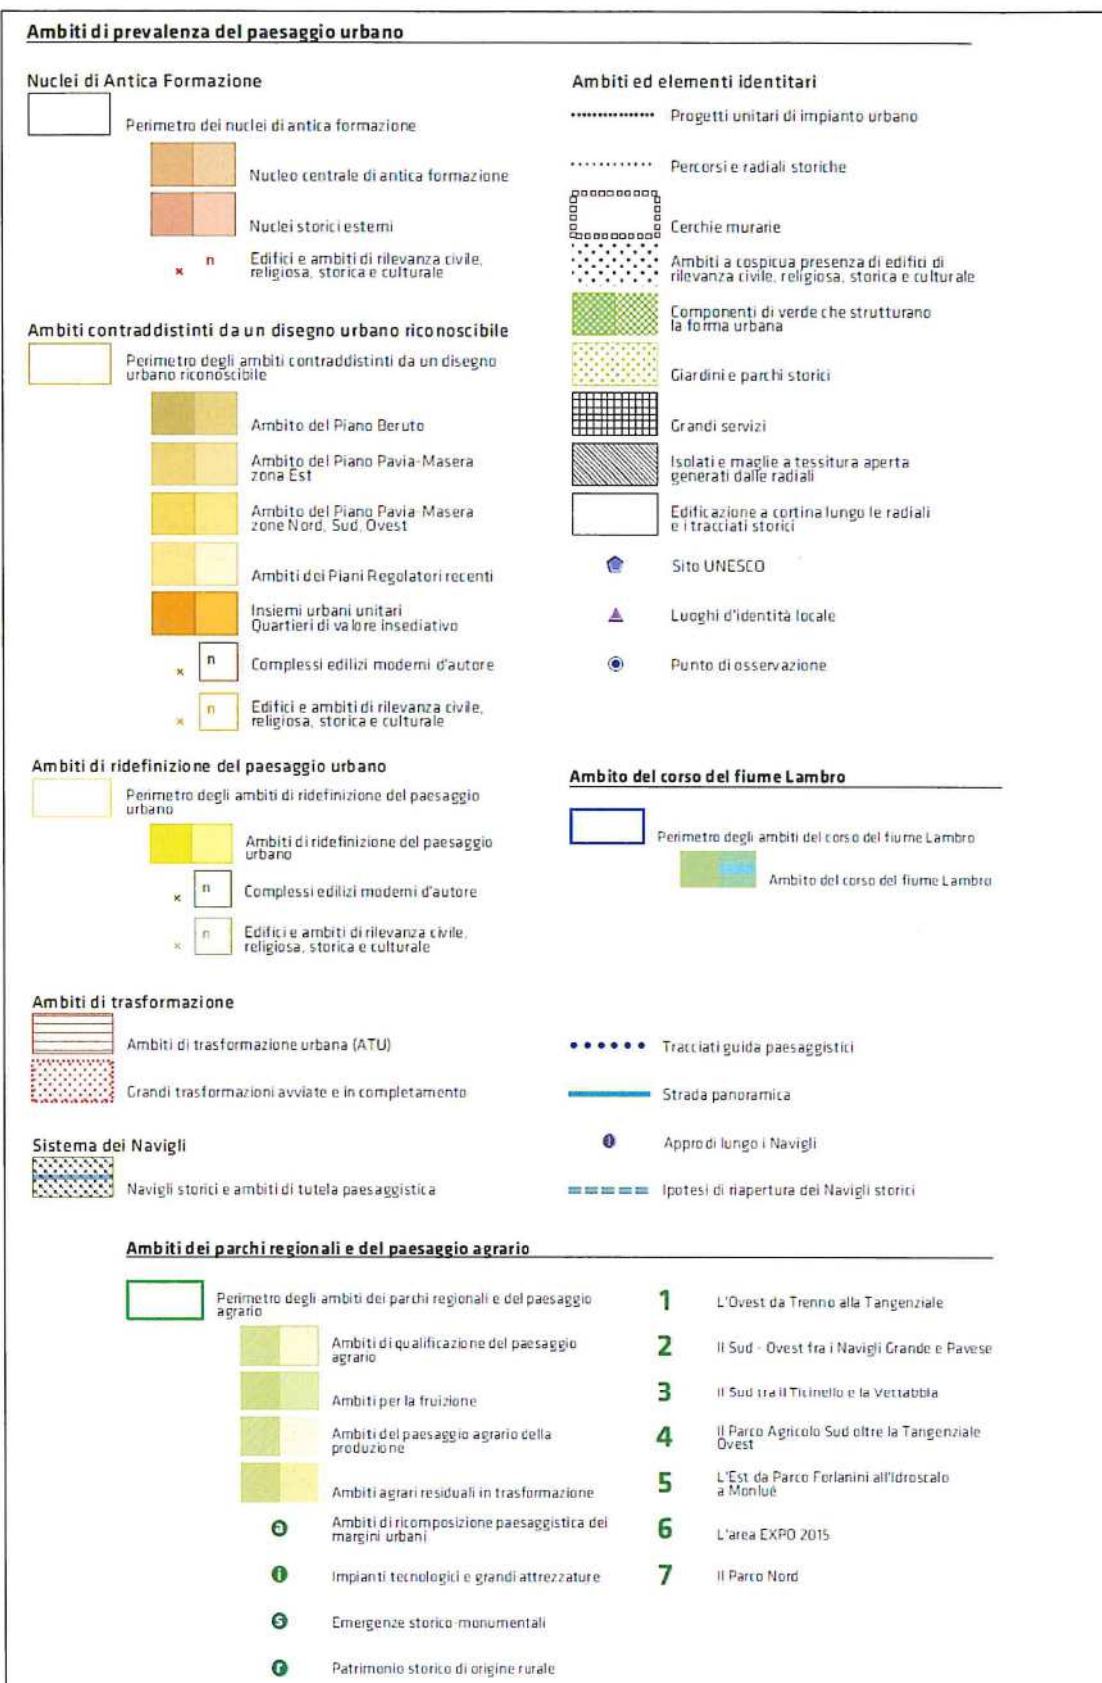 Ambiti di prevalenza del paesaggio urbano
Nuclei di Antica Formazione
Perimetro dei nuclei di antica formazione
Nucleo centrale di antica formazione
Nuclei storici esterni
n
x
Edifici e ambiti di rilevanza civile,
religiosa, storica e culturale
Ambiti contraddistinti da un disegno urbano riconoscibile
Perimetro degli ambiti contraddistinti da un disegno
urbano riconoscibile
Ambito del Piano Beruto
Ambito del Piano Pavia-Masera
zona Est
Ambito del Piano Pavia-Masera
zone Nord, Sud, Ovest
Ambiti dei Piani Regolatori recenti
Insiemi urbani unitari
Quartieri di valore insediativo
x
n
Complessi edilizi moderni d'autore
x
n
Edifici e ambiti di rilevanza civile,
religiosa, storica e culturale
Ambiti di ridefinizione del paesaggio urbano
Perimetro degli ambiti di ridefinizione del paesaggio
urbano
Ambiti di ridefinizione del paesaggio
urbano
x
n
Complessi edilizi moderni d'autore
x
n
Edifici e ambiti di rilevanza civile,
religiosa, storica e culturale
Ambiti di trasformazione
Ambiti di trasformazione urbana (ATU)
Grandi trasformazioni avviate e in completamento
Sistema dei Navigli
Navigli storici e ambiti di tutela paesaggistica
Ambiti ed elementi identitari
Progetti unitari di impianto urbano
Percorsi e radiali storiche
Cerchie murarie
Ambiti a cospicua presenza di edifici di
rilevanza civile, religiosa, storica e culturale
Componenti di verde che strutturano
la forma urbana
Giardini e parchi storici
Grandi servizi
Isolati e maglie a tessitura aperta
generati dalle radiali
Edificazione a cortina lungo le radiali
e i tracciati storici
Sito UNESCO
Luoghi d'identità locale
Punto di osservazione
Ambito del corso del fiume Lambro
Perimetro degli ambiti del corso del fiume Lambro
Ambito del corso del fiume Lambro
Tracciati guida paesaggistici
Strada panoramica
Approdi lungo i Navigli
Ipotesi di riapertura dei Navigli storici
Ambiti dei parchi regionali e del paesaggio agrario
Perimetro degli ambiti dei parchi regionali e del paesaggio
agrario
Ambiti di qualificazione del paesaggio
agrario
Ambiti per la fruizione
Ambiti del paesaggio agrario della
produzione
Ambiti agrari residuali in trasformazione
a
Ambiti di ricomposizione paesaggistica dei
margini urbani
i
Impianti tecnologici e grandi attrezzature
s
Emergenze storico-monumentali
r
Patrimonio storico di origine rurale
1 L'Ovest da Trenno alla Tangenziale
2 Il Sud - Ovest fra i Navigli Grande e Pavese
3 Il Sud tra il Ticinello e la Vettabbia
4 Il Parco Agricolo Sud oltre la Tangenziale
Ovest
5 L'Est da Parco Forlanini all'Idroscalo
a Monlué
6 L'area EXPO 2015
7 Il Parco Nord